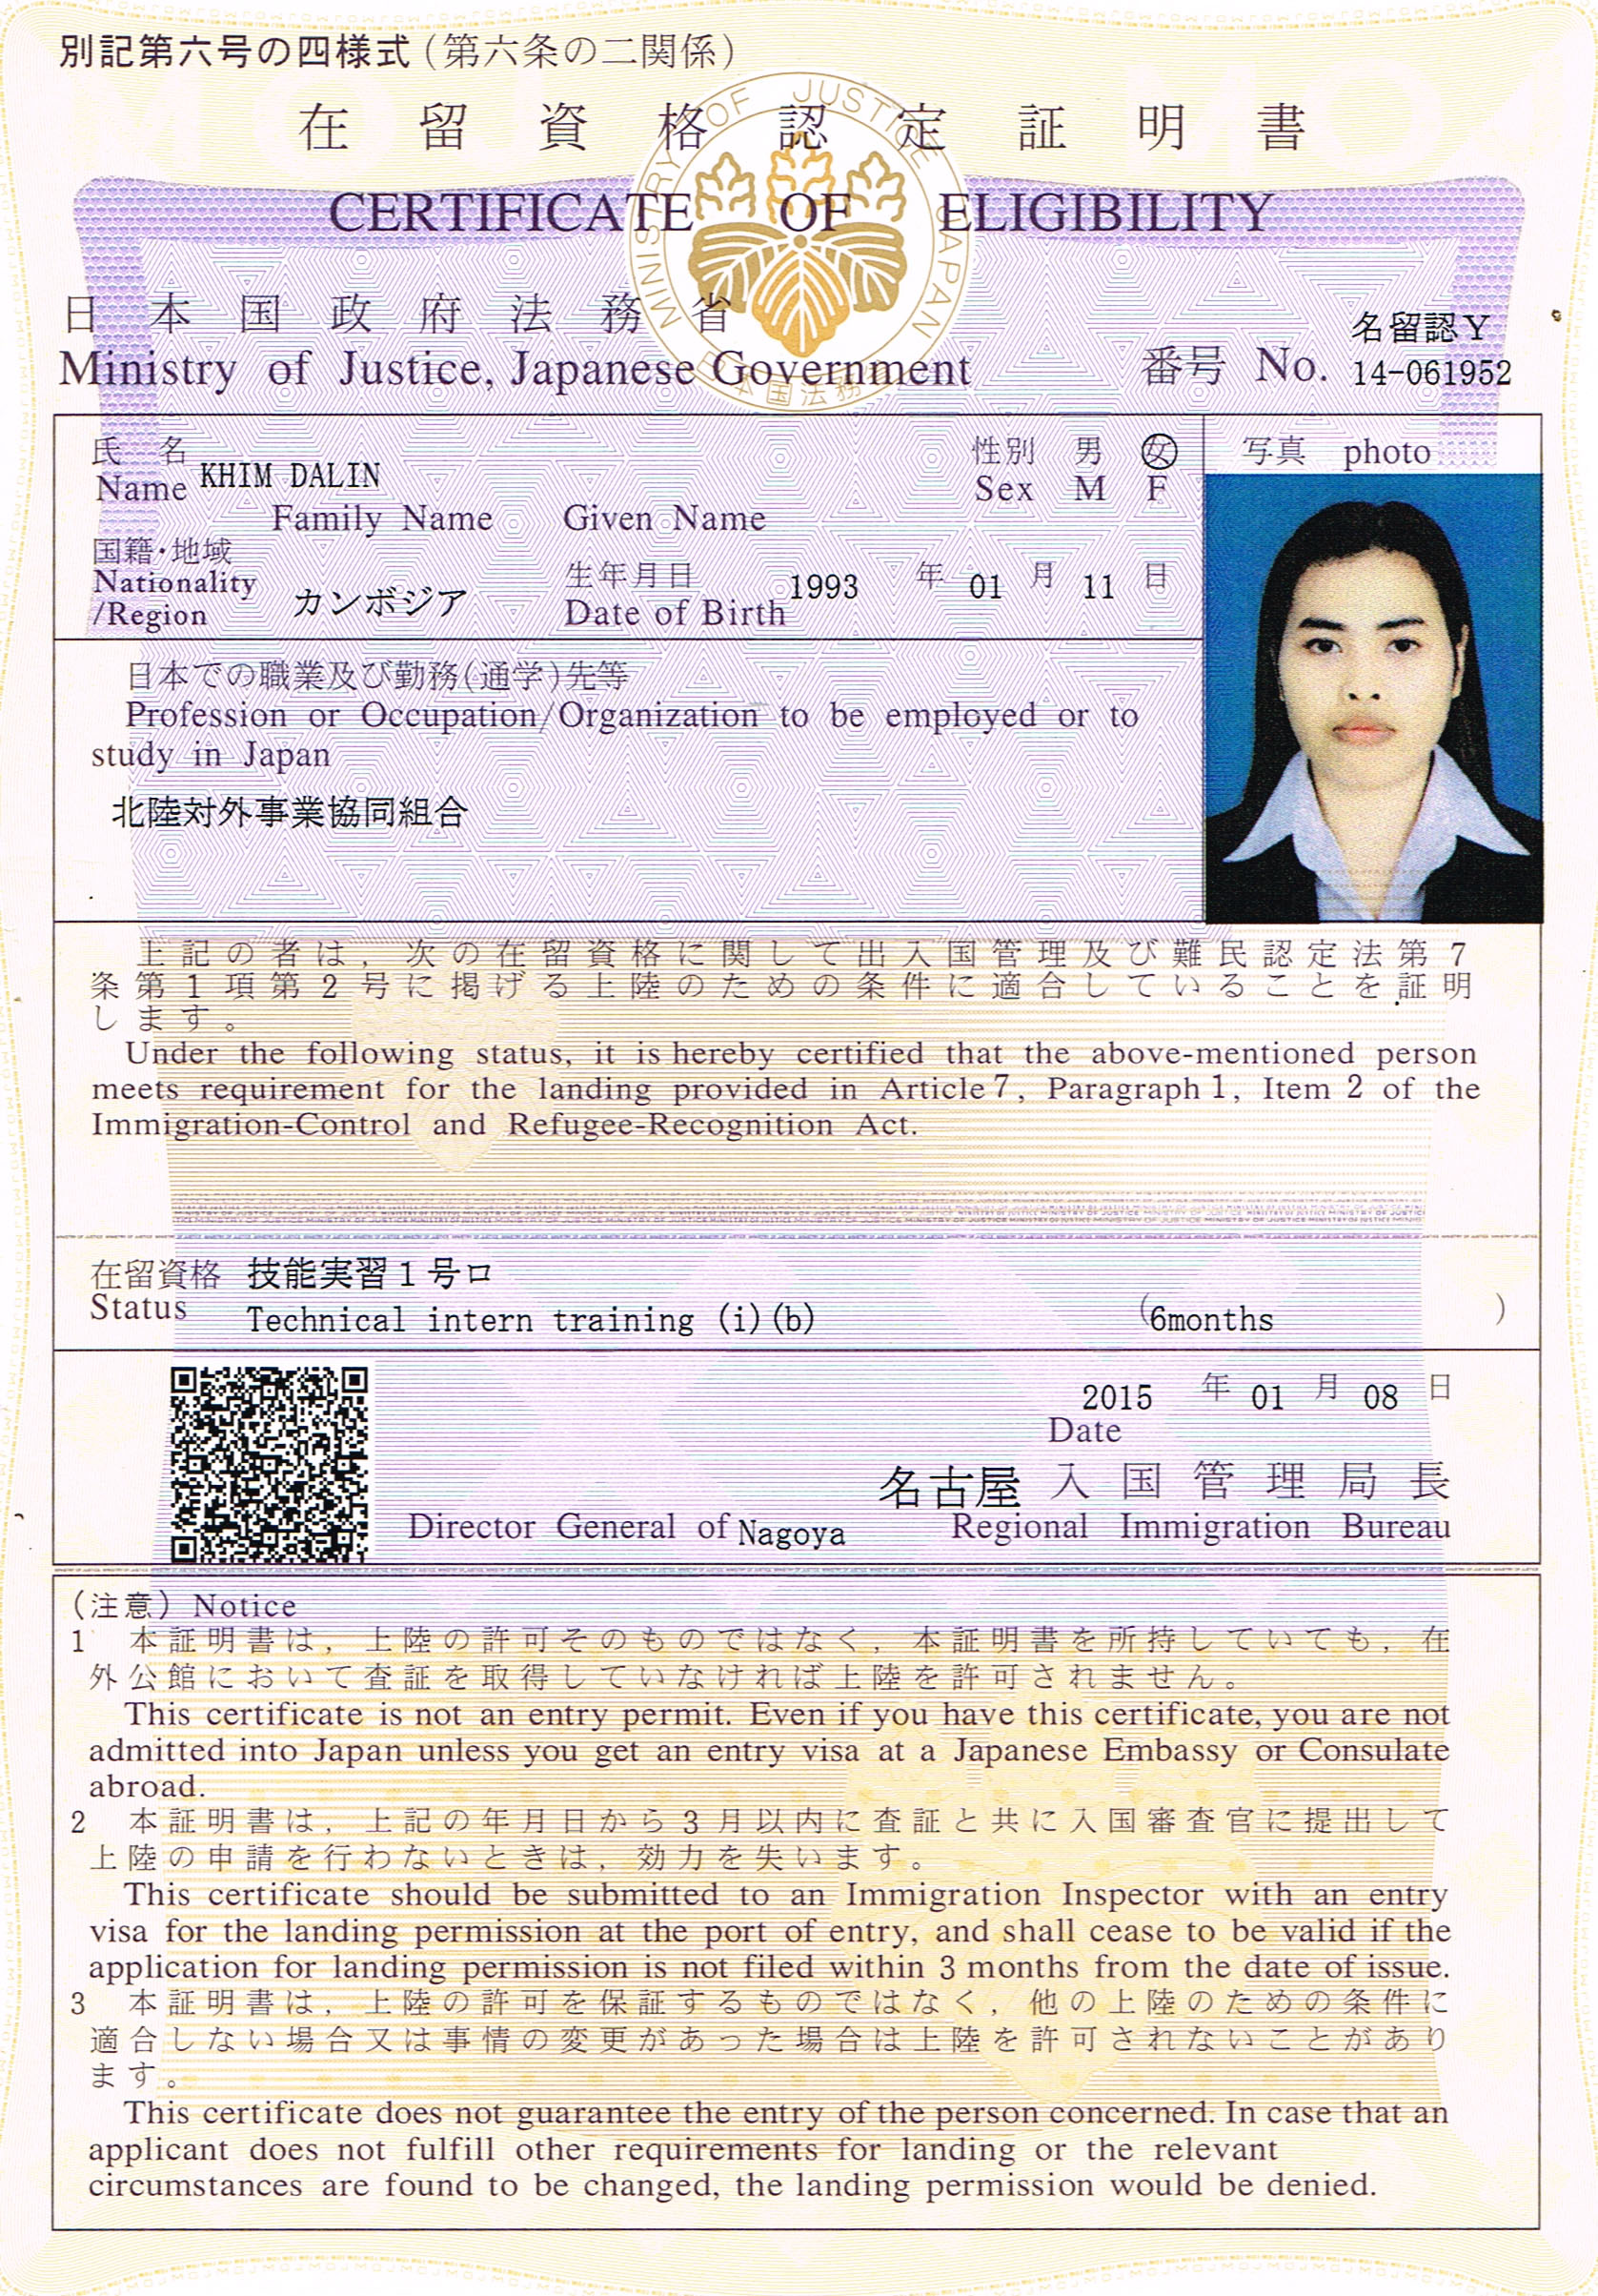 別記第六号の四様式(第六条の二関係)
在留資格認定証明書
CERTIFICATE OF ELIGIBILITY
MINISTRY OF JUSTICE JAPAN
日本国政府法務省
名留認Y
Ministry of Justice, Japanese Government 番号 No. 14-061952
日本国法務
氏名 性別 男 女 写真 photo
Name KHIM DALIN Sex M F
Family Name Given Name
国籍・地域 生年月日 1993 年 01 月 11 日
Nationality カンボジア Date of Birth
/Region
日本での職業及び勤務(通学)先等
Profession or Occupation/Organization to be employed or to
study in Japan
北陸対外事業協同組合
上記の者は,次の在留資格に関して出入国管理及び難民認定法第7
条第1項第2号に掲げる上陸のための条件に適合していることを証明
します。
Under the following status, it is hereby certified that the above-mentioned person
meets requirement for the landing provided in Article 7, Paragraph 1, Item 2 of the
Immigration-Control and Refugee-Recognition Act.
在留資格 技能実習1号ロ
Status Technical intern training (i)(b) (6months )
2015 年 01 月 08 日
Date
名古屋 入国管理局長
Director General of Nagoya Regional Immigration Bureau
(注意) Notice
1 本証明書は,上陸の許可そのものではなく,本証明書を所持していても,在
外公館において査証を取得していなければ上陸を許可されません。
This certificate is not an entry permit. Even if you have this certificate, you are not
admitted into Japan unless you get an entry visa at a Japanese Embassy or Consulate
abroad.
2 本証明書は,上記の年月日から3月以内に査証と共に入国審査官に提出して
上陸の申請を行わないときは,効力を失います。
This certificate should be submitted to an Immigration Inspector with an entry
visa for the landing permission at the port of entry, and shall cease to be valid if the
application for landing permission is not filed within 3 months from the date of issue.
3 本証明書は,上陸の許可を保証するものではなく,他の上陸のための条件に
適合しない場合又は事情の変更があった場合は上陸を許可されないことがあり
ます。
This certificate does not guarantee the entry of the person concerned. In case that an
applicant does not fulfill other requirements for landing or the relevant
circumstances are found to be changed, the landing permission would be denied.